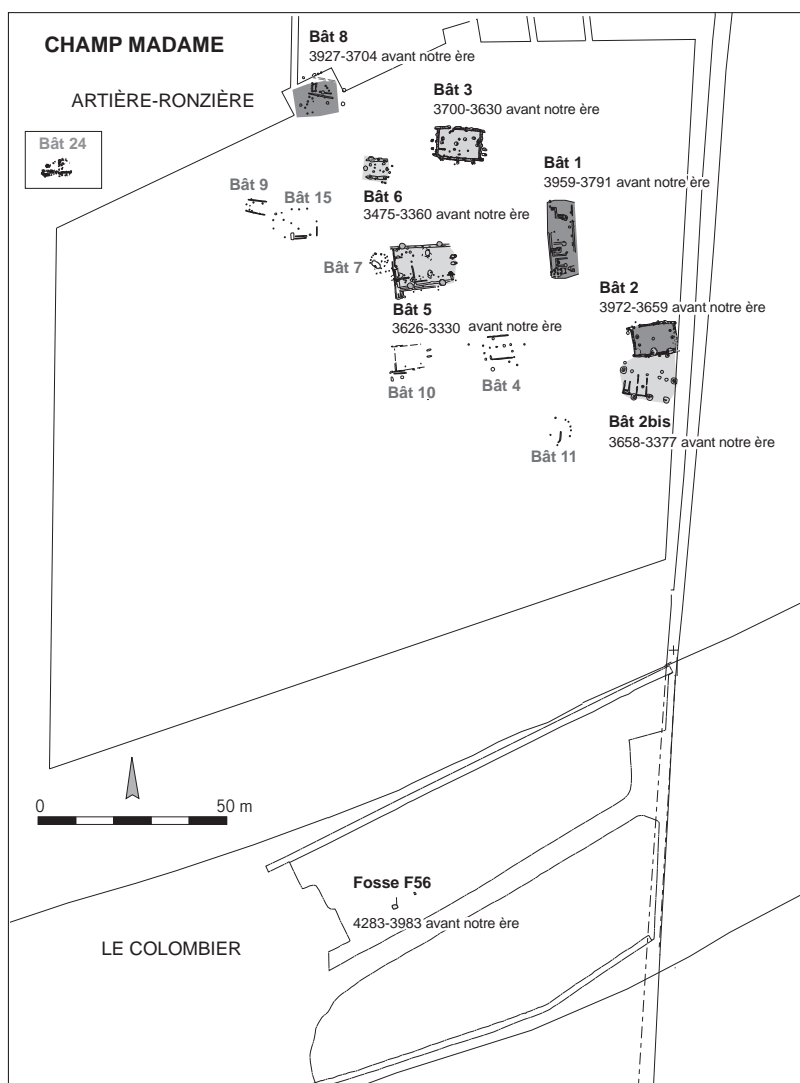 CHAMP MADAME
Bât 8
3927-3704 avant notre ère
ARTIÈRE-RONZIÈRE
Bât 3
3700-3630 avant notre ère
Bât 24
Bât 1
3959-3791 avant notre ère
Bât 9
Bât 15
Bât 6
3475-3360 avant notre ère
Bât 7
Bât 2
3972-3659 avant notre ère
Bât 5
3626-3330 avant notre ère
Bât 10
Bât 4
Bât 2bis
3658-3377 avant notre ère
Bât 11
0 50 m
Fosse F56
4283-3983 avant notre ère
LE COLOMBIER